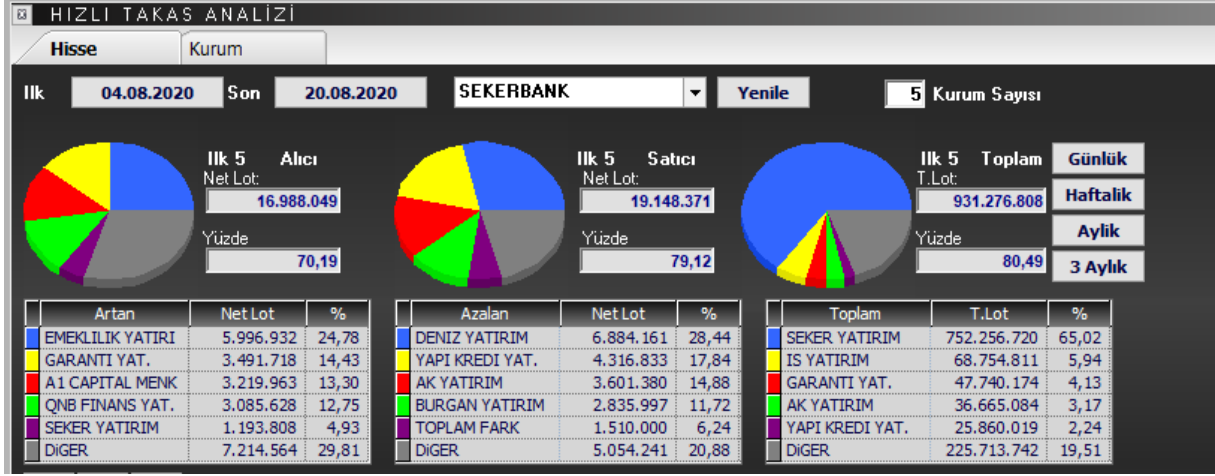 HIZLI TAKAS ANALİZİ
Hisse Kurum
Ilk 04.08.2020 Son 20.08.2020 SEKERBANK Yenile 5 Kurum Sayısı
Ilk 5 Alıcı
Net Lot:
16.988.049
Yüzde
70,19
Ilk 5 Satıcı
Net Lot:
19.148.371
Yüzde
79,12
Ilk 5 Toplam
T.Lot:
931.276.808
Yüzde
80,49
Günlük
Haftalik
Aylik
3 Aylık
Artan Net Lot %
EMEKLILIK YATIRI 5.996.932 24,78
GARANTI YAT. 3.491.718 14,43
A1 CAPITAL MENK 3.219.963 13,30
QNB FINANS YAT. 3.085.628 12,75
SEKER YATIRIM 1.193.808 4,93
DiGER 7.214.564 29,81
Azalan Net Lot %
DENIZ YATIRIM 6.884.161 28,44
YAPI KREDI YAT. 4.316.833 17,84
AK YATIRIM 3.601.380 14,88
BURGAN YATIRIM 2.835.997 11,72
TOPLAM FARK 1.510.000 6,24
DiGER 5.054.241 20,88
Toplam T.Lot %
SEKER YATIRIM 752.256.720 65,02
IS YATIRIM 68.754.811 5,94
GARANTI YAT. 47.740.174 4,13
AK YATIRIM 36.665.084 3,17
YAPI KREDI YAT. 25.860.019 2,24
DiGER 225.713.742 19,51